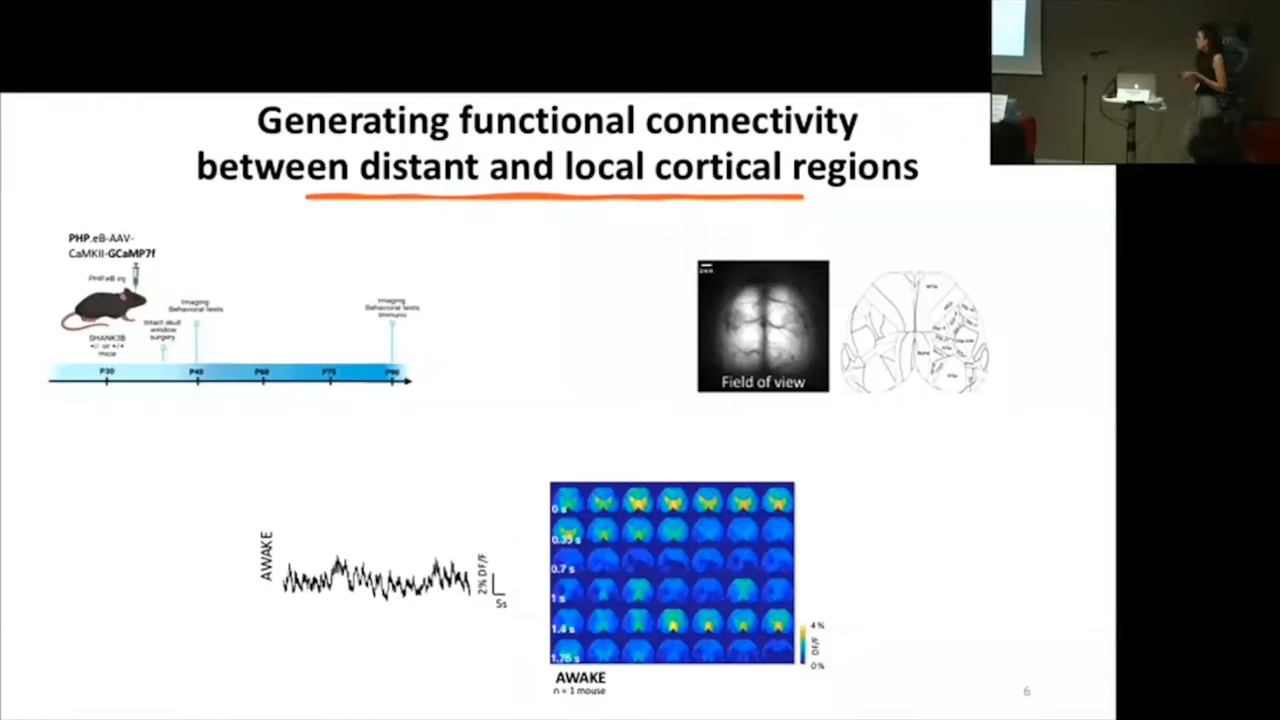 Generating functional connectivity
between distant and local cortical regions
PHP.eB-AAV-
CaMKII-GCaMP7f
PHP.eB inj
Imaging
Behavioral tests
Imaging
Behavioral tests
Immuno
Intact skull
window
surgery
SHANK3B
-/- or +/+
mice
P30
P45
P60
P75
P90
Field of view
AWAKE
2% DF/F
5s
0 s
0.35 s
0.7 s
1 s
1.4 s
1.75 s
4 %
DF/F
0 %
AWAKE
n = 1 mouse
6